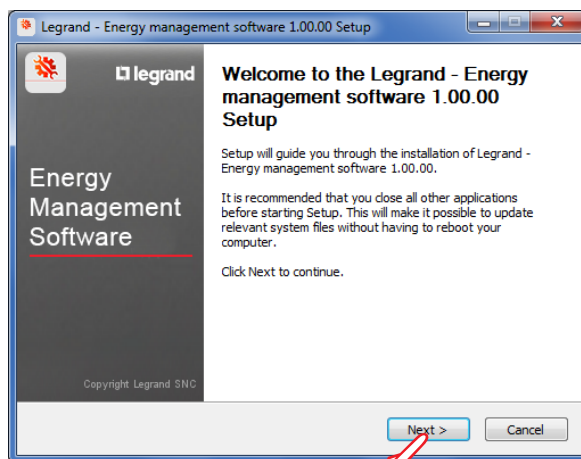 Legrand - Energy management software 1.00.00 Setup
legrand
Energy
Management
Software
Copyright Legrand SNC
Welcome to the Legrand - Energy
management software 1.00.00
Setup
Setup will guide you through the installation of Legrand -
Energy management software 1.00.00.
It is recommended that you close all other applications
before starting Setup. This will make it possible to update
relevant system files without having to reboot your
computer.
Click Next to continue.
Next >
Cancel